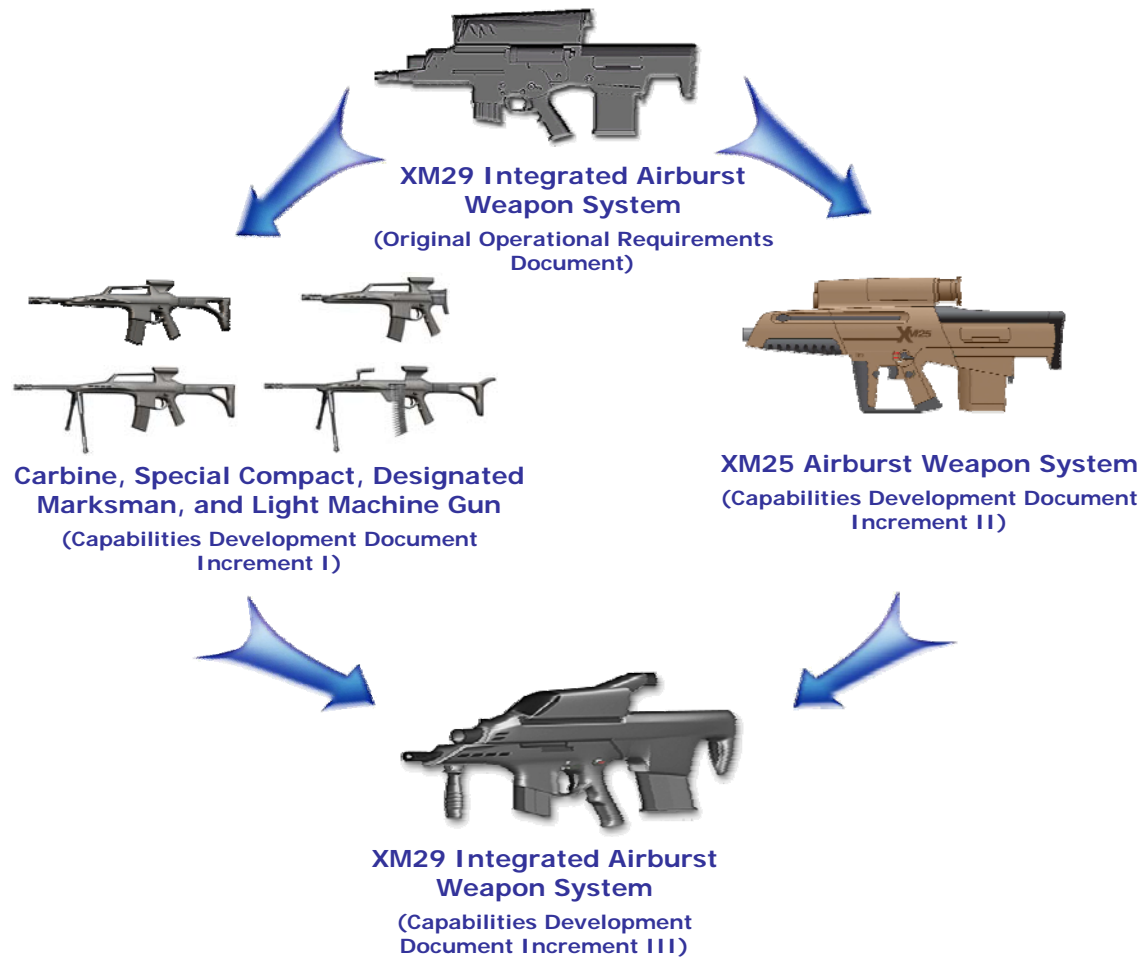 XM29 Integrated Airburst
Weapon System
(Original Operational Requirements
Document)
XM25
Carbine, Special Compact, Designated
Marksman, and Light Machine Gun
(Capabilities Development Document
Increment I)
XM25 Airburst Weapon System
(Capabilities Development Document
Increment II)
XM29 Integrated Airburst
Weapon System
(Capabilities Development
Document Increment III)